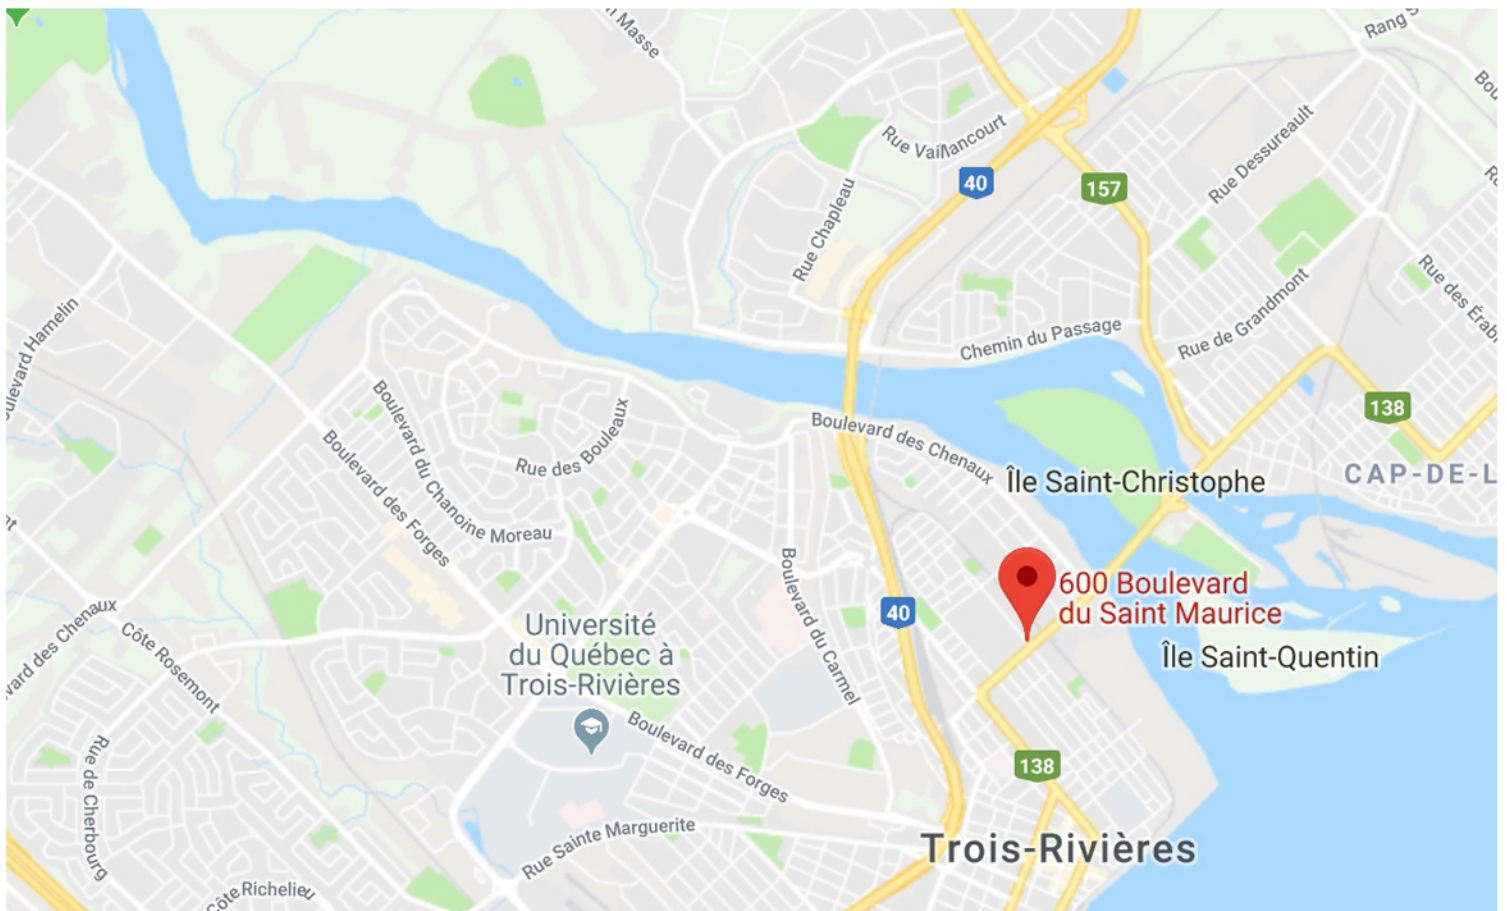 Masse
Rang S
Rue Vaillancourt
40
157
Rue Dessureault
Rue Chapleau
Rue des Érabl
Rue de Grandmont
Chemin du Passage
138
Boulevard des Chenaux
CAP-DE-L
Île Saint-Christophe
ulevard Hamelin
Boulevard du Chanoine Moreau
Rue des Bouleaux
Boulevard des Forges
600 Boulevard
du Saint Maurice
Île Saint-Quentin
40
Boulevard du Carmel
Université
du Québec à
Trois-Rivières
vard des Chenaux
Côte Rosemont
Boulevard des Forges
Rue de Cherbourg
138
Rue Sainte Marguerite
Trois-Rivières
Côte Richelieu